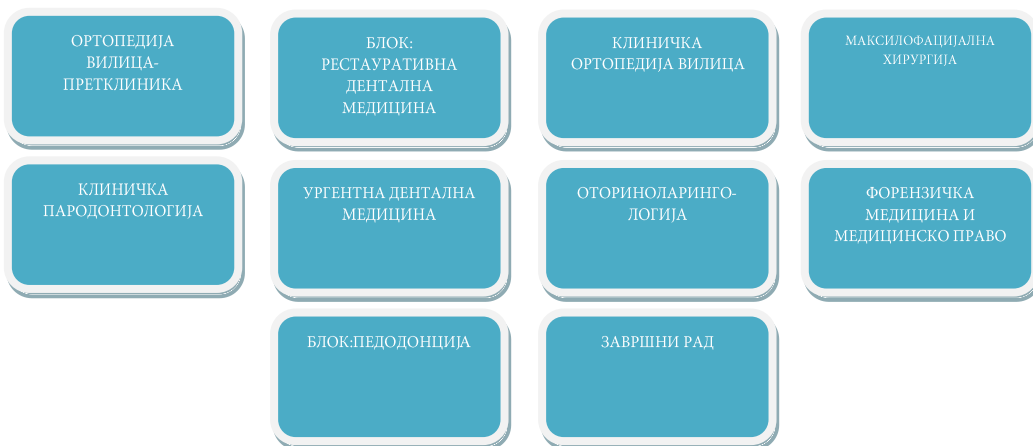 ОРТОПЕДИЈА
ВИЛИЦА-
ПРЕТКЛИНИКА
БЛОК:
РЕСТАУРАТИВНА
ДЕНТАЛНА
МЕДИЦИНА
КЛИНИЧКА
ОРТОПЕДИЈА ВИЛИЦА
МАКСИЛОФАЦИЈАЛНА
ХИРУРГИЈА
КЛИНИЧКА
ПАРОДОНТОЛОГИЈА
УРГЕНТНА ДЕНТАЛНА
МЕДИЦИНА
ОТОРИНОЛАРИНГО-
ЛОГИЈА
ФОРЕНЗИЧКА
МЕДИЦИНА И
МЕДИЦИНСКО ПРАВО
БЛОК:ПЕДОДОНЦИЈА
ЗАВРШНИ РАД